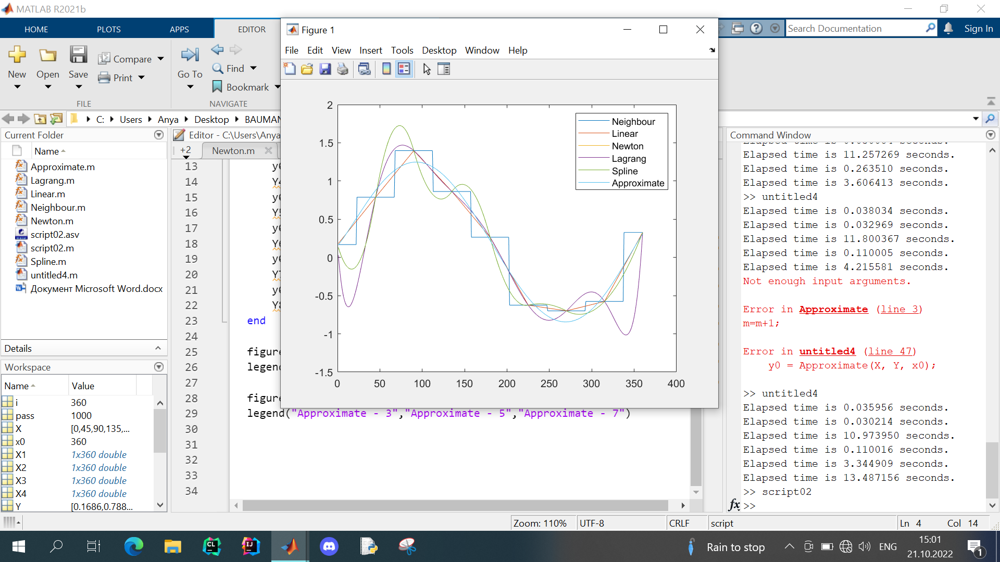 MATLAB R2021b
HOME
PLOTS
APPS
EDITOR
Search Documentation
Sign In
New
Open
Save
Compare
Print
Go To
Find
Bookmark
FILE
NAVIGATE
C: Users Anya Desktop BAUMAN
Current Folder
Name
Approximate.m
Lagrang.m
Linear.m
Neighbour.m
Newton.m
script02.asv
script02.m
Spline.m
untitled4.m
Документ Microsoft Word.docx
Details
Workspace
Name Value
i 360
pass 1000
X [0,45,90,135,...
x0 360
X1 1x360 double
X2 1x360 double
X3 1x360 double
X4 1x360 double
Y [0.1686,0.788...
Editor - C:\Users\Anya
+2
Newton.m
13
14
15
16
17
18
19
20
21
22
23 end
24
25 figure
26 legend
27
28 figure
29 legend("Approximate - 3","Approximate - 5","Approximate - 7")
30
31
32
33
34
Figure 1
File Edit View Insert Tools Desktop Window Help
2
1.5
1
0.5
0
-0.5
-1
-1.5
0 50 100 150 200 250 300 350 400
Neighbour
Linear
Newton
Lagrang
Spline
Approximate
Command Window
Elapsed time is 11.257269 seconds.
Elapsed time is 0.263510 seconds.
Elapsed time is 3.606413 seconds.
>> untitled4
Elapsed time is 0.038034 seconds.
Elapsed time is 0.032969 seconds.
Elapsed time is 11.800367 seconds.
Elapsed time is 0.110005 seconds.
Elapsed time is 4.215581 seconds.
Not enough input arguments.
Error in Approximate (line 3)
m=m+1;
Error in untitled4 (line 47)
y0 = Approximate(X, Y, x0);
>> untitled4
Elapsed time is 0.035956 seconds.
Elapsed time is 0.030214 seconds.
Elapsed time is 10.973950 seconds.
Elapsed time is 0.110016 seconds.
Elapsed time is 3.344909 seconds.
Elapsed time is 13.487156 seconds.
>> script02
fx >>
Zoom: 110% UTF-8 CRLF script Ln 4 Col 14
Rain to stop
ENG
15:01
21.10.2022
1